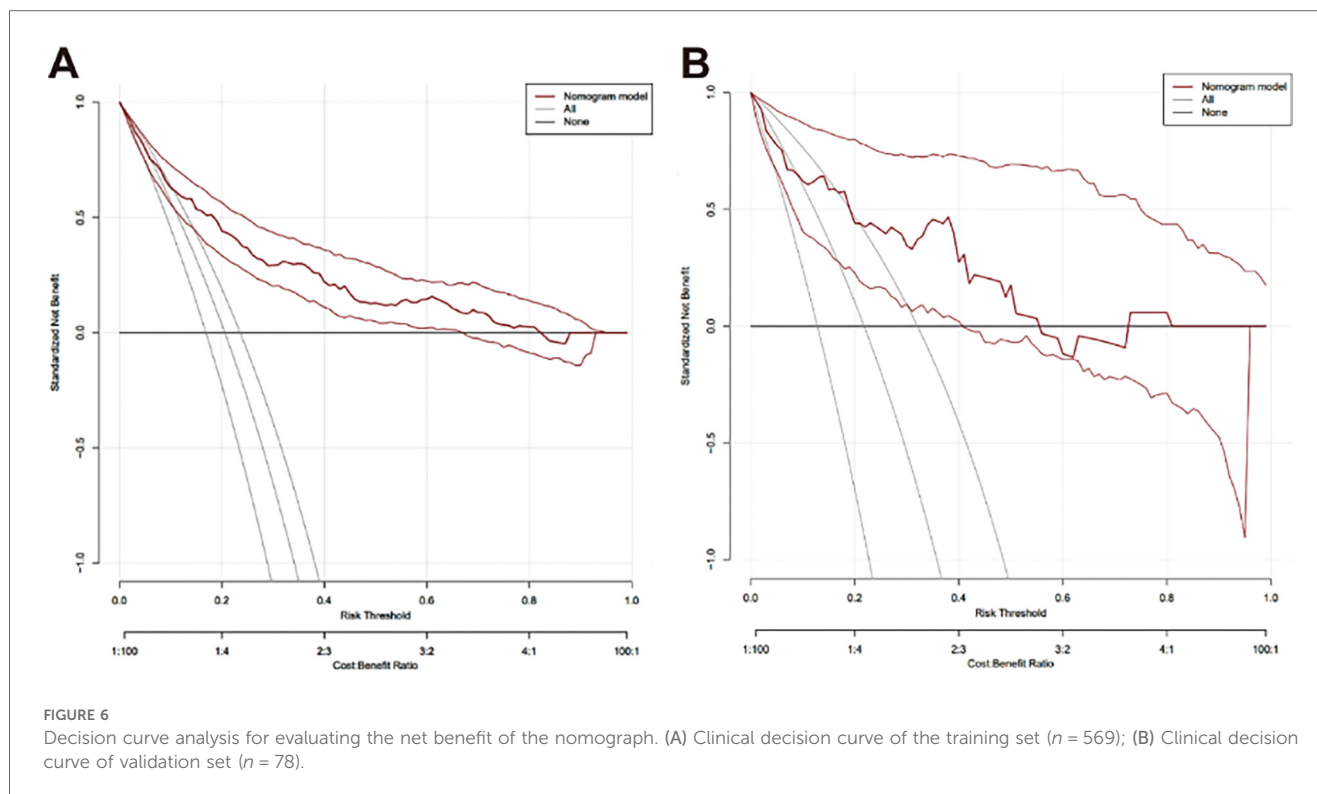 A
Nomogram model
All
None
1.0
0.5
0.0
-0.5
-1.0
Standardized Net Benefit
0.0 0.2 0.4 0.6 0.8 1.0
Risk Threshold
1:100 1:4 2:3 3:2 4:1 100:1
Cost:Benefit Ratio
B
Nomogram model
All
None
1.0
0.5
0.0
-0.5
-1.0
Standardized Net Benefit
0.0 0.2 0.4 0.6 0.8 1.0
Risk Threshold
1:100 1:4 2:3 3:2 4:1 100:1
Cost:Benefit Ratio
FIGURE 6
Decision curve analysis for evaluating the net benefit of the nomograph. (A) Clinical decision curve of the training set (n = 569); (B) Clinical decision
curve of validation set (n = 78).